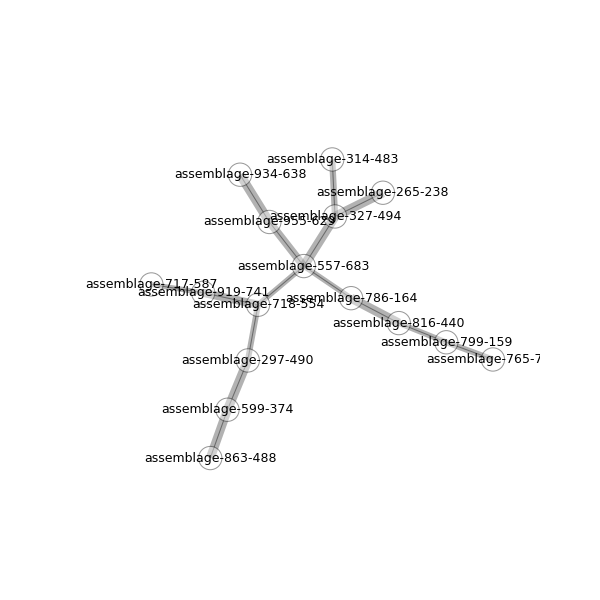 assemblage-314-483
assemblage-934-638
assemblage-265-238
assemblage-327-494
assemblage-955-629
assemblage-557-683
assemblage-717-587
assemblage-919-741
assemblage-786-164
assemblage-718-554
assemblage-816-440
assemblage-799-159
assemblage-765-7
assemblage-297-490
assemblage-599-374
assemblage-863-488